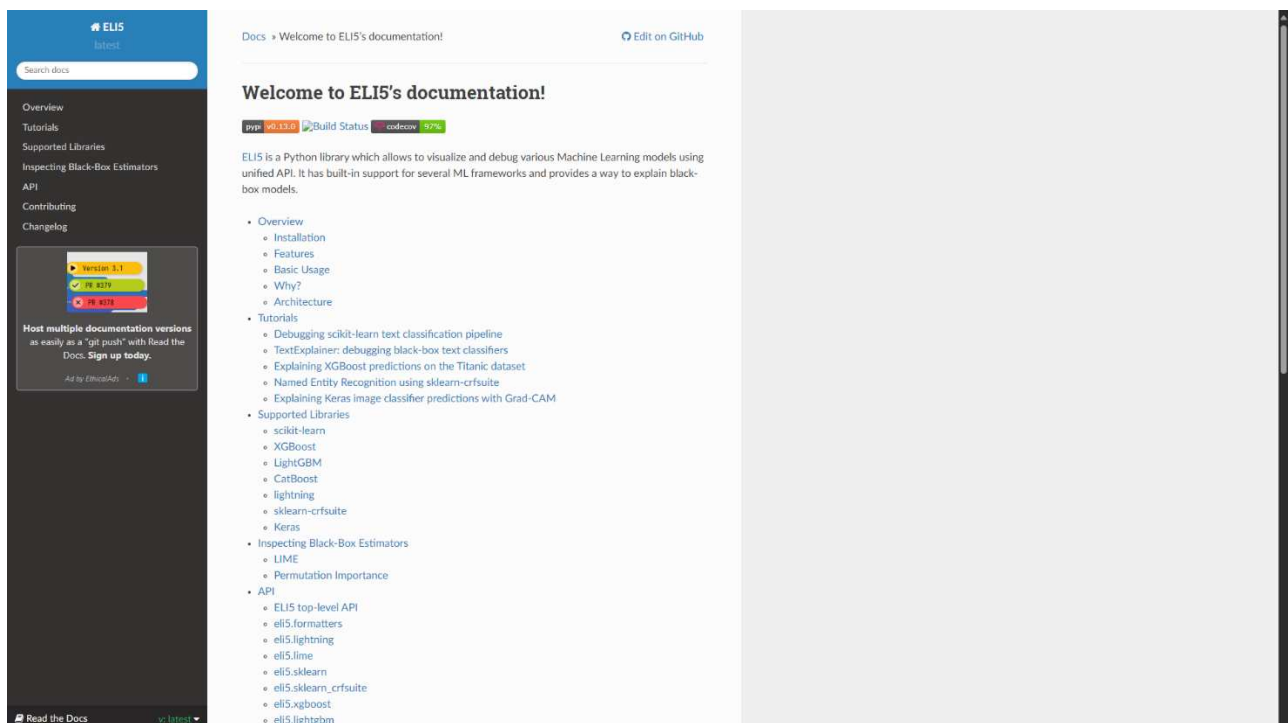 ELI5
latest
Search docs
Overview
Tutorials
Supported Libraries
Inspecting Black-Box Estimators
API
Contributing
Changelog
Version 3.1
PR #379
PR #378
Host multiple documentation versions
as easily as a "git push" with Read the
Docs. Sign up today.
Ad by EthicalAds · i
Read the Docs v: latest
Docs » Welcome to ELI5's documentation! Edit on GitHub
Welcome to ELI5's documentation!
pypi v0.13.0 Build Status codecov 97%
ELI5 is a Python library which allows to visualize and debug various Machine Learning models using
unified API. It has built-in support for several ML frameworks and provides a way to explain black-
box models.
• Overview
Installation
Features
Basic Usage
Why?
Architecture
• Tutorials
Debugging scikit-learn text classification pipeline
TextExplainer: debugging black-box text classifiers
Explaining XGBoost predictions on the Titanic dataset
Named Entity Recognition using sklearn-crfsuite
Explaining Keras image classifier predictions with Grad-CAM
• Supported Libraries
scikit-learn
XGBoost
LightGBM
CatBoost
lightning
sklearn-crfsuite
Keras
• Inspecting Black-Box Estimators
LIME
Permutation Importance
• API
ELI5 top-level API
eli5.formatters
eli5.lightning
eli5.lime
eli5.sklearn
eli5.sklearn_crfsuite
eli5.xgboost
eli5.lightgbm